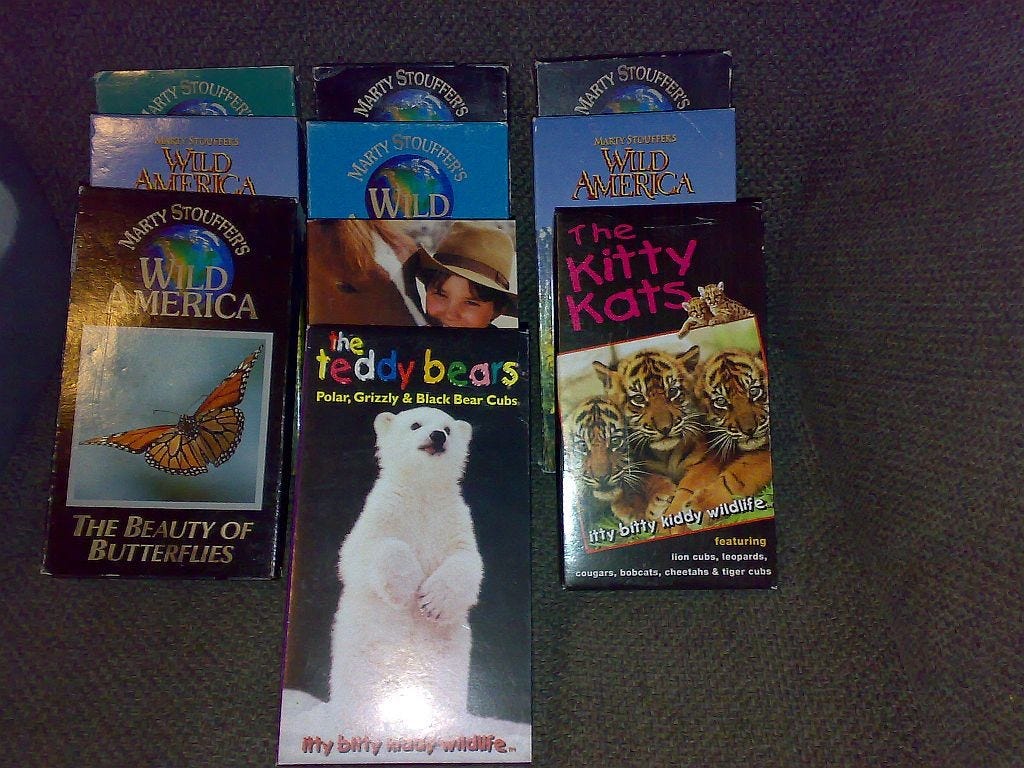 MARTY STOUFFER'S
MARTY STOUFFER'S
WILD
AMERICA
MARTY STOUFFER'S
WILD
AMERICA
THE BEAUTY OF
BUTTERFLIES
MARTY STOUFFER'S
MARTY STOUFFER'S
WILD
the
teddy bears
Polar, Grizzly & Black Bear Cubs
itty bitty kiddy wildlife™
MARTY STOUFFER'S
MARTY STOUFFER'S
WILD
AMERICA
The
Kitty
Kats
itty bitty kiddy wildlife™
featuring
lion cubs, leopards,
cougars, bobcats, cheetahs & tiger cubs